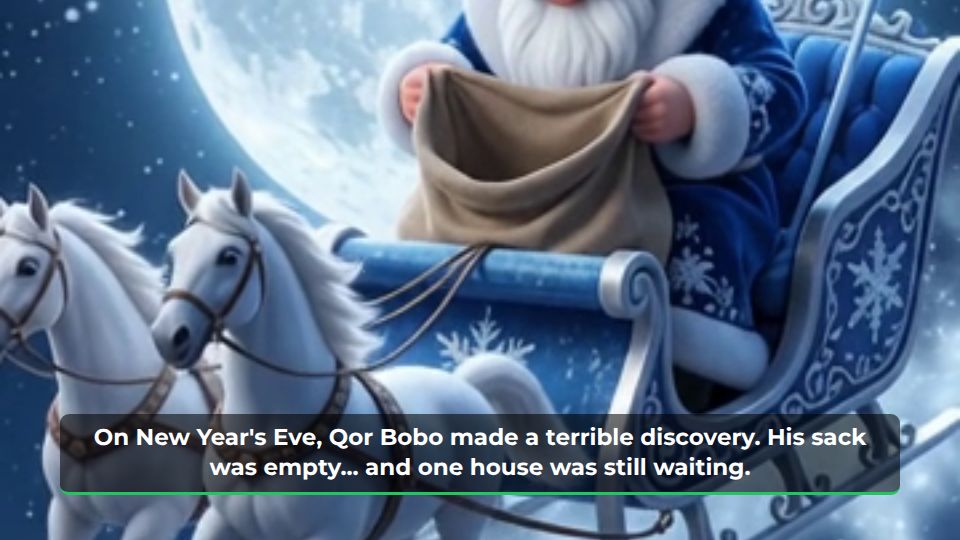 On New Year's Eve, Qor Bobo made a terrible discovery. His sack
was empty... and one house was still waiting.